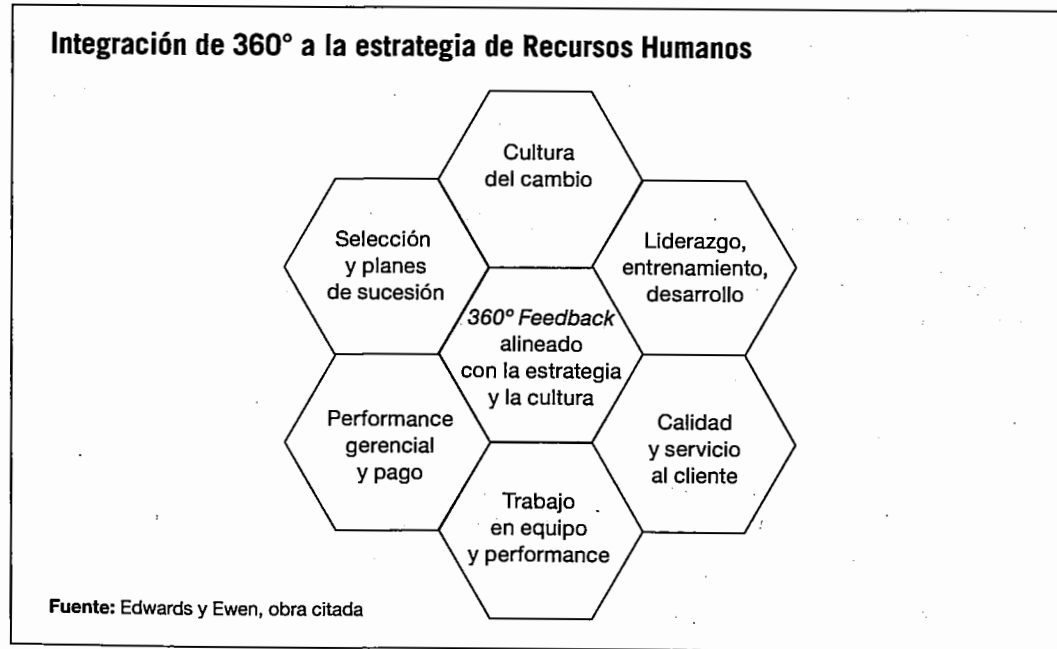 Integración de 360° a la estrategia de Recursos Humanos
Cultura
del cambio
Selección
y planes
de sucesión
Liderazgo,
entrenamiento,
desarrollo
360º Feedback
alineado
con la estrategia
y la cultura
Performance
gerencial
y pago
Calidad
y servicio
al cliente
Trabajo
en equipo
y performance
Fuente: Edwards y Ewen, obra citada